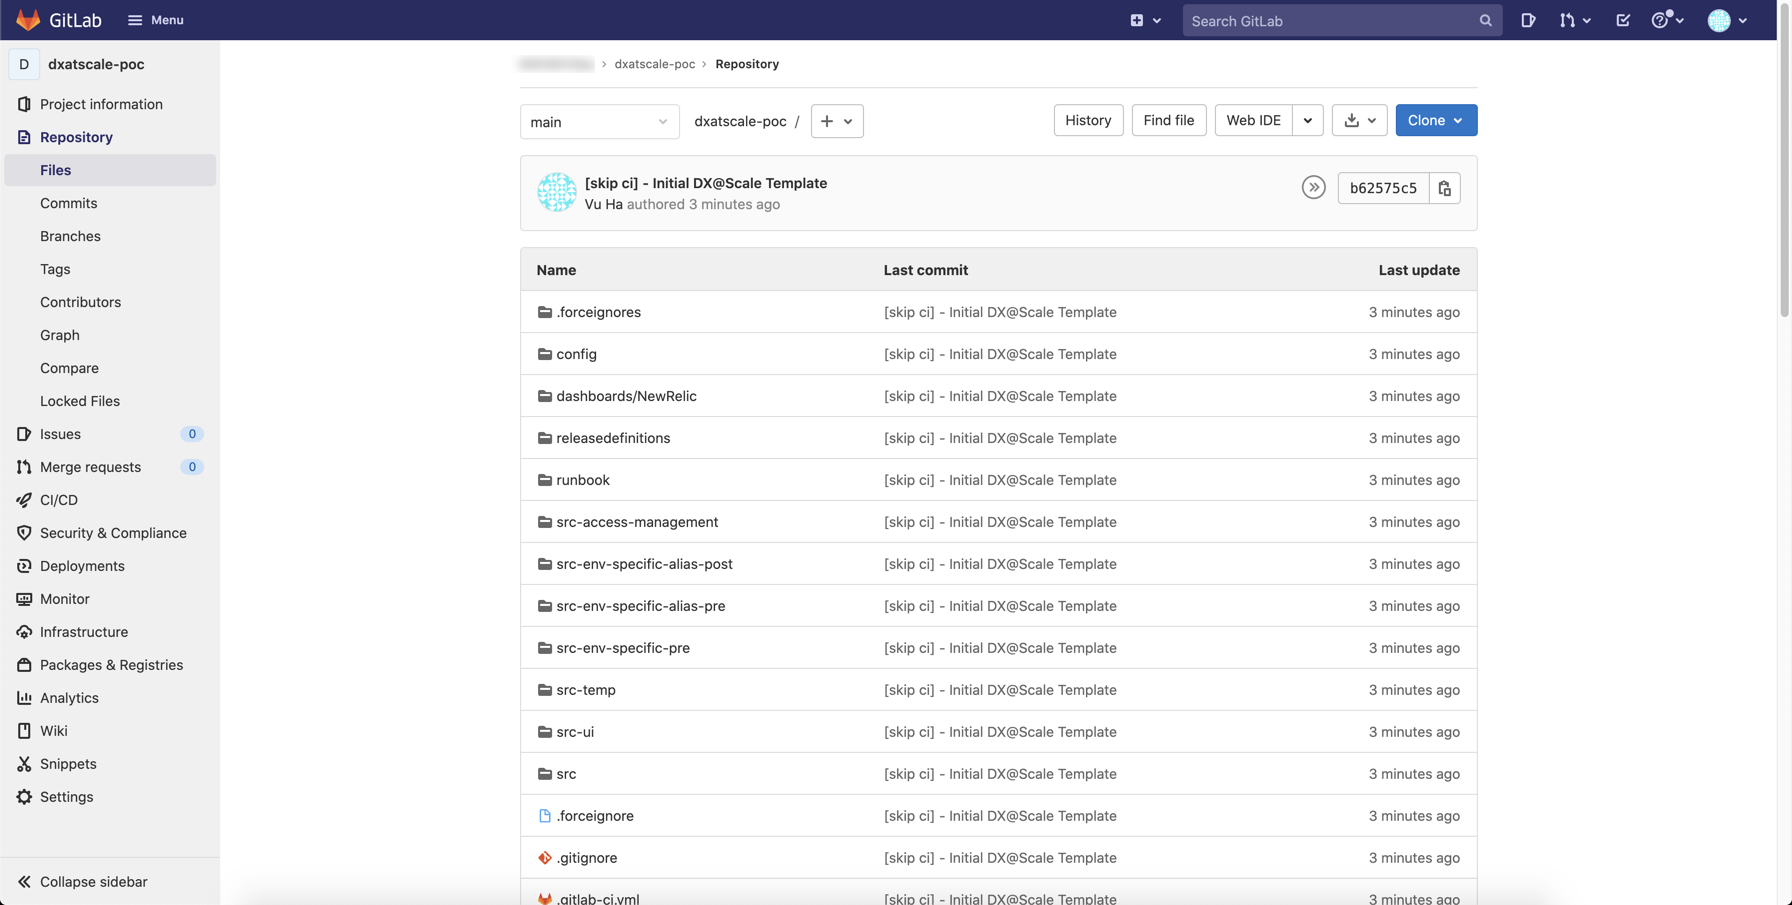 GitLab
Menu
Search GitLab
D
dxatscale-poc
Project information
Repository
Files
Commits
Branches
Tags
Contributors
Graph
Compare
Locked Files
Issues 0
Merge requests 0
CI/CD
Security & Compliance
Deployments
Monitor
Infrastructure
Packages & Registries
Analytics
Wiki
Snippets
Settings
Collapse sidebar
› dxatscale-poc › Repository
main
dxatscale-poc /
History
Find file
Web IDE
Clone
[skip ci] - Initial DX@Scale Template
Vu Ha authored 3 minutes ago
b62575c5
Name Last commit Last update
.forceignores [skip ci] - Initial DX@Scale Template 3 minutes ago
config [skip ci] - Initial DX@Scale Template 3 minutes ago
dashboards/NewRelic [skip ci] - Initial DX@Scale Template 3 minutes ago
releasedefinitions [skip ci] - Initial DX@Scale Template 3 minutes ago
runbook [skip ci] - Initial DX@Scale Template 3 minutes ago
src-access-management [skip ci] - Initial DX@Scale Template 3 minutes ago
src-env-specific-alias-post [skip ci] - Initial DX@Scale Template 3 minutes ago
src-env-specific-alias-pre [skip ci] - Initial DX@Scale Template 3 minutes ago
src-env-specific-pre [skip ci] - Initial DX@Scale Template 3 minutes ago
src-temp [skip ci] - Initial DX@Scale Template 3 minutes ago
src-ui [skip ci] - Initial DX@Scale Template 3 minutes ago
src [skip ci] - Initial DX@Scale Template 3 minutes ago
.forceignore [skip ci] - Initial DX@Scale Template 3 minutes ago
.gitignore [skip ci] - Initial DX@Scale Template 3 minutes ago
.gitlab-ci.yml [skip ci] - Initial DX@Scale Template 3 minutes ago